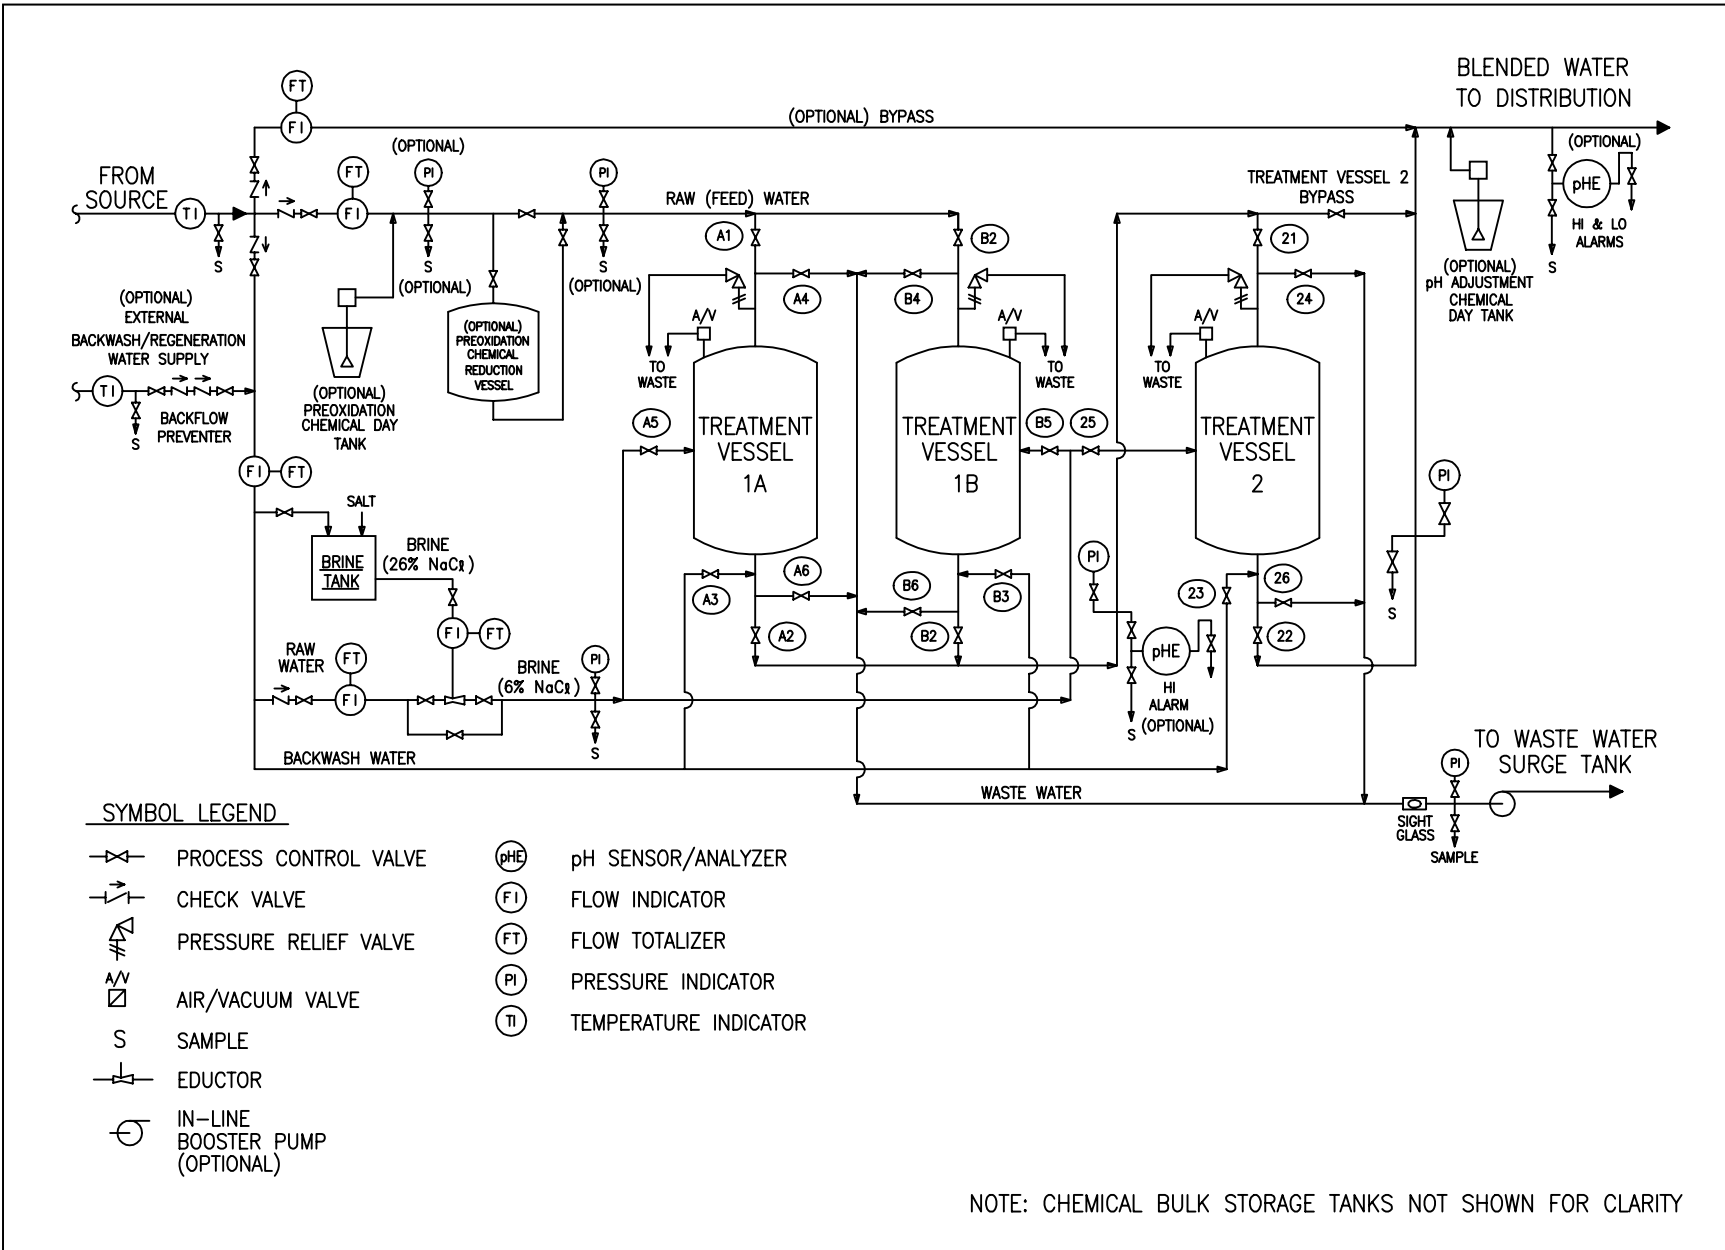 BLENDED WATER
TO DISTRIBUTION
FT
FI
(OPTIONAL) BYPASS
(OPTIONAL)
PI
FT
PI
FROM
SOURCE
TI
FI
RAW (FEED) WATER
TREATMENT VESSEL 2
BYPASS
(OPTIONAL)
pHE
HI & LO
ALARMS
S
S
(OPTIONAL)
S
(OPTIONAL)
S
(OPTIONAL)
pH ADJUSTMENT
CHEMICAL
DAY TANK
A1
B2
21
A4
B4
24
A/V
A/V
A/V
TO
WASTE
TO
WASTE
TO
WASTE
(OPTIONAL)
EXTERNAL
BACKWASH/REGENERATION
WATER SUPPLY
TI
S
BACKFLOW
PREVENTER
(OPTIONAL)
PREOXIDATION
CHEMICAL DAY
TANK
(OPTIONAL)
PREOXIDATION
CHEMICAL
REDUCTION
VESSEL
A5
B5
25
TREATMENT
VESSEL
1A
TREATMENT
VESSEL
1B
TREATMENT
VESSEL
2
FI
FT
PI
S
SALT
BRINE
TANK
BRINE
(26% NaCl)
FI
FT
A6
A3
A2
B6
B3
B2
PI
23
26
22
pHE
HI
ALARM
(OPTIONAL)
S
RAW
WATER
FT
FI
BRINE
(6% NaCl)
PI
S
BACKWASH WATER
WASTE WATER
TO WASTE WATER
SURGE TANK
PI
SIGHT
GLASS
SAMPLE
SYMBOL LEGEND
PROCESS CONTROL VALVE
CHECK VALVE
PRESSURE RELIEF VALVE
A/V
AIR/VACUUM VALVE
S
SAMPLE
EDUCTOR
IN-LINE
BOOSTER PUMP
(OPTIONAL)
pHE
pH SENSOR/ANALYZER
FI
FLOW INDICATOR
FT
FLOW TOTALIZER
PI
PRESSURE INDICATOR
TI
TEMPERATURE INDICATOR
NOTE: CHEMICAL BULK STORAGE TANKS NOT SHOWN FOR CLARITY